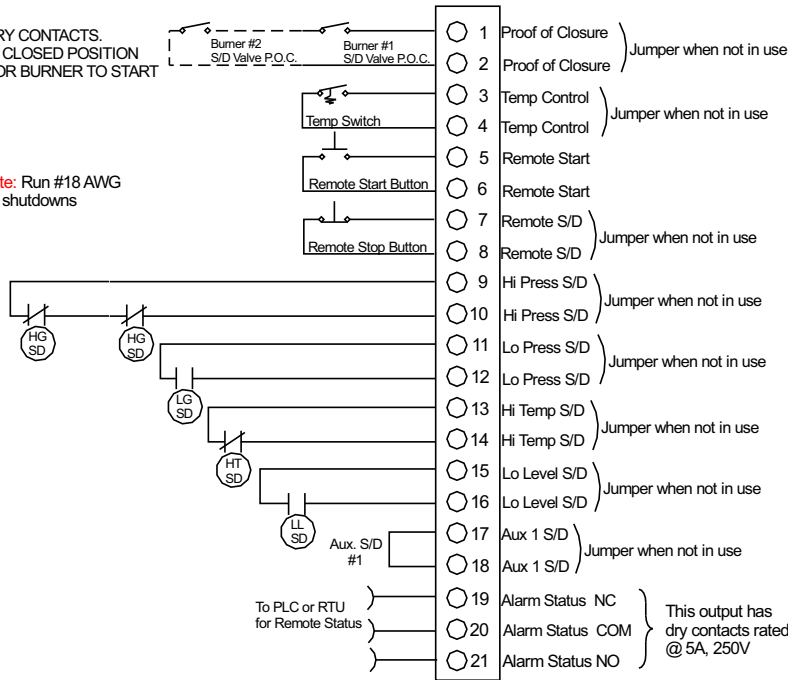 RY CONTACTS.
CLOSED POSITION
OR BURNER TO START
Burner #2
S/D Valve P.O.C.
Burner #1
S/D Valve P.O.C.
1 Proof of Closure
2 Proof of Closure
Jumper when not in use
Temp Switch
3 Temp Control
4 Temp Control
Jumper when not in use
te: Run #18 AWG
shutdowns
Remote Start Button
5 Remote Start
6 Remote Start
Remote Stop Button
7 Remote S/D
8 Remote S/D
Jumper when not in use
HG
SD
HG
SD
9 Hi Press S/D
10 Hi Press S/D
Jumper when not in use
LG
SD
11 Lo Press S/D
12 Lo Press S/D
Jumper when not in use
HT
SD
13 Hi Temp S/D
14 Hi Temp S/D
Jumper when not in use
LL
SD
15 Lo Level S/D
16 Lo Level S/D
Jumper when not in use
Aux. S/D
#1
17 Aux 1 S/D
18 Aux 1 S/D
Jumper when not in use
To PLC or RTU
for Remote Status
19 Alarm Status NC
20 Alarm Status COM
21 Alarm Status NO
This output has
dry contacts rated
@ 5A, 250V